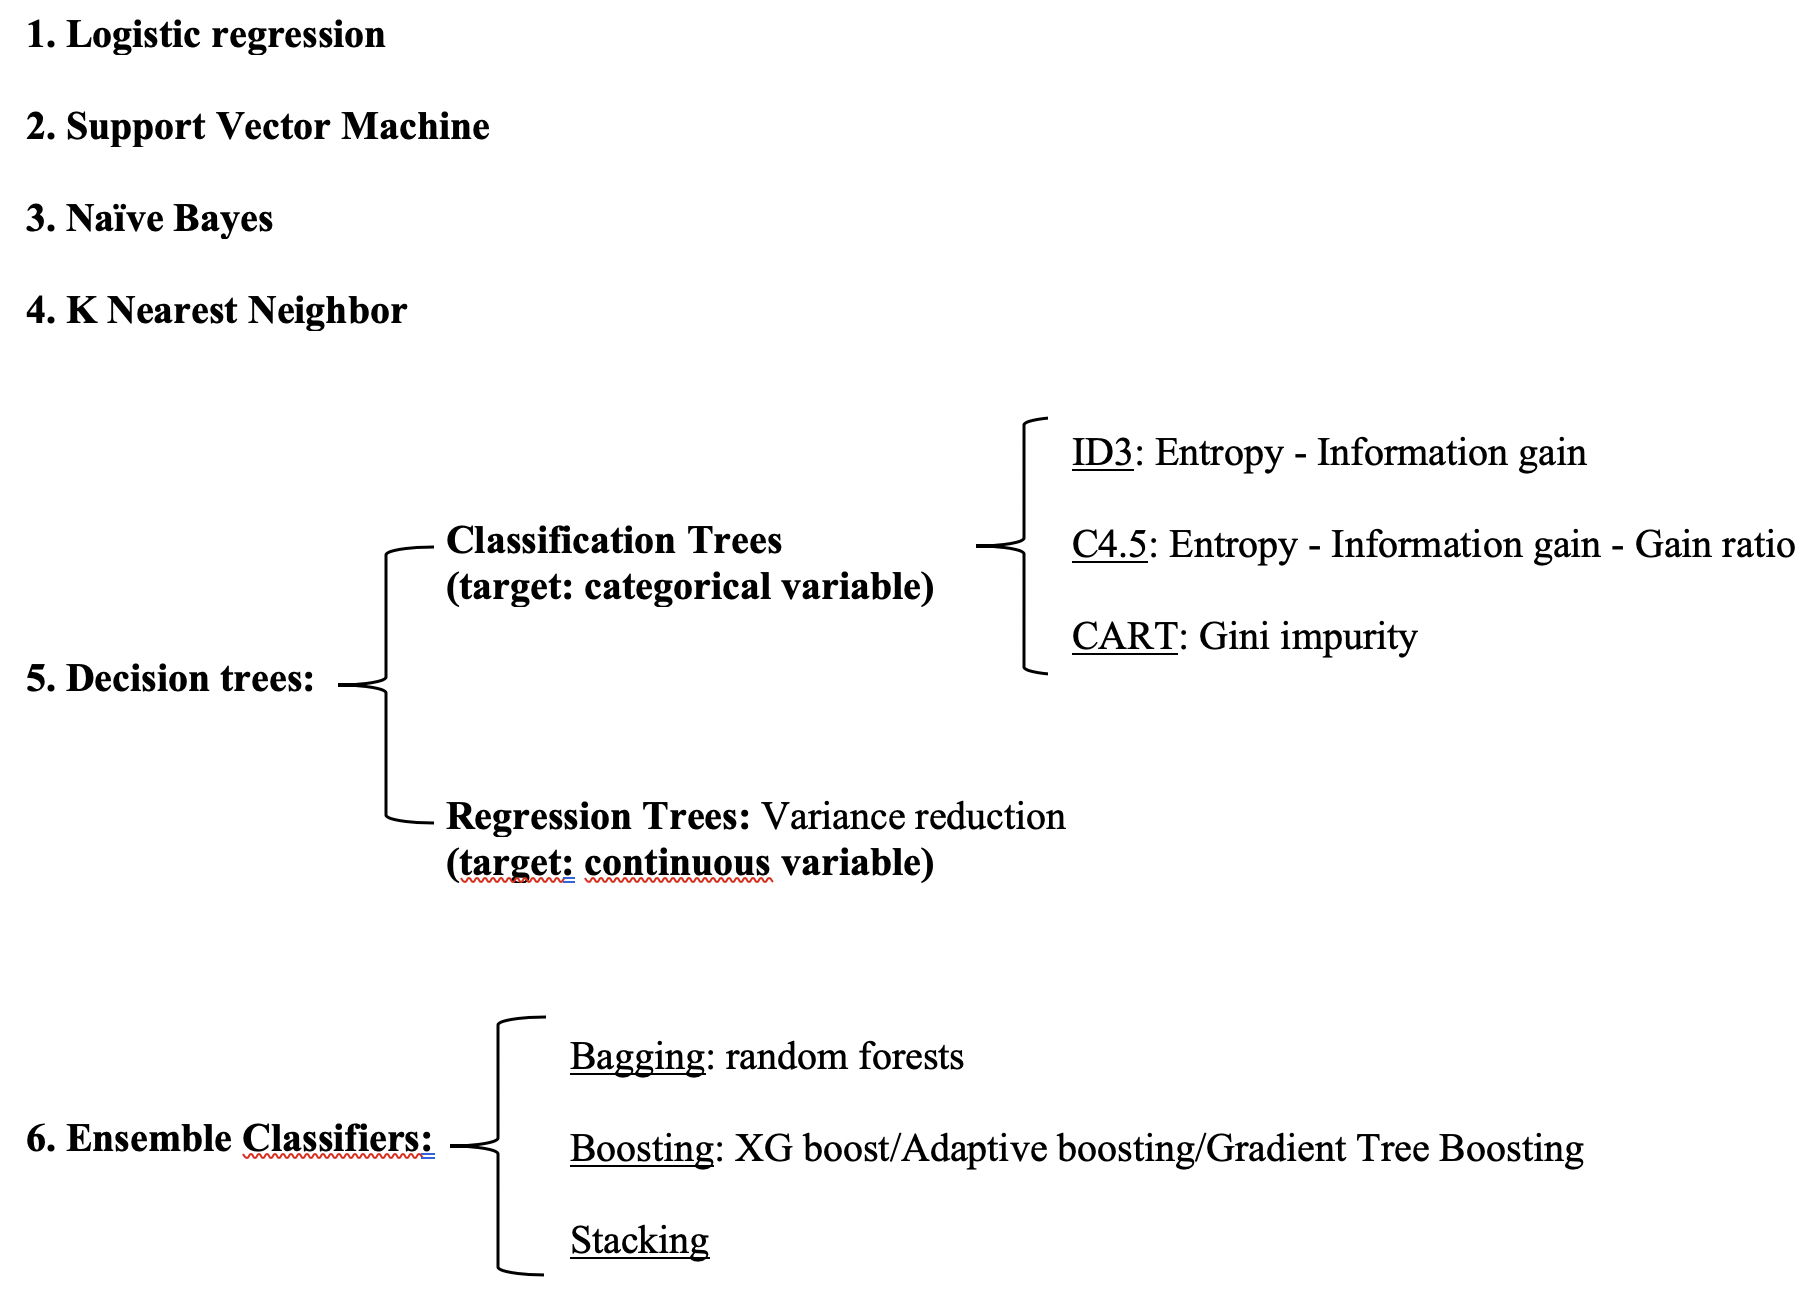 1. Logistic regression
2. Support Vector Machine
3. Naïve Bayes
4. K Nearest Neighbor
5. Decision trees:
Classification Trees
(target: categorical variable)
ID3: Entropy - Information gain
C4.5: Entropy - Information gain - Gain ratio
CART: Gini impurity
Regression Trees: Variance reduction
(target: continuous variable)
6. Ensemble Classifiers:
Bagging: random forests
Boosting: XG boost/Adaptive boosting/Gradient Tree Boosting
Stacking